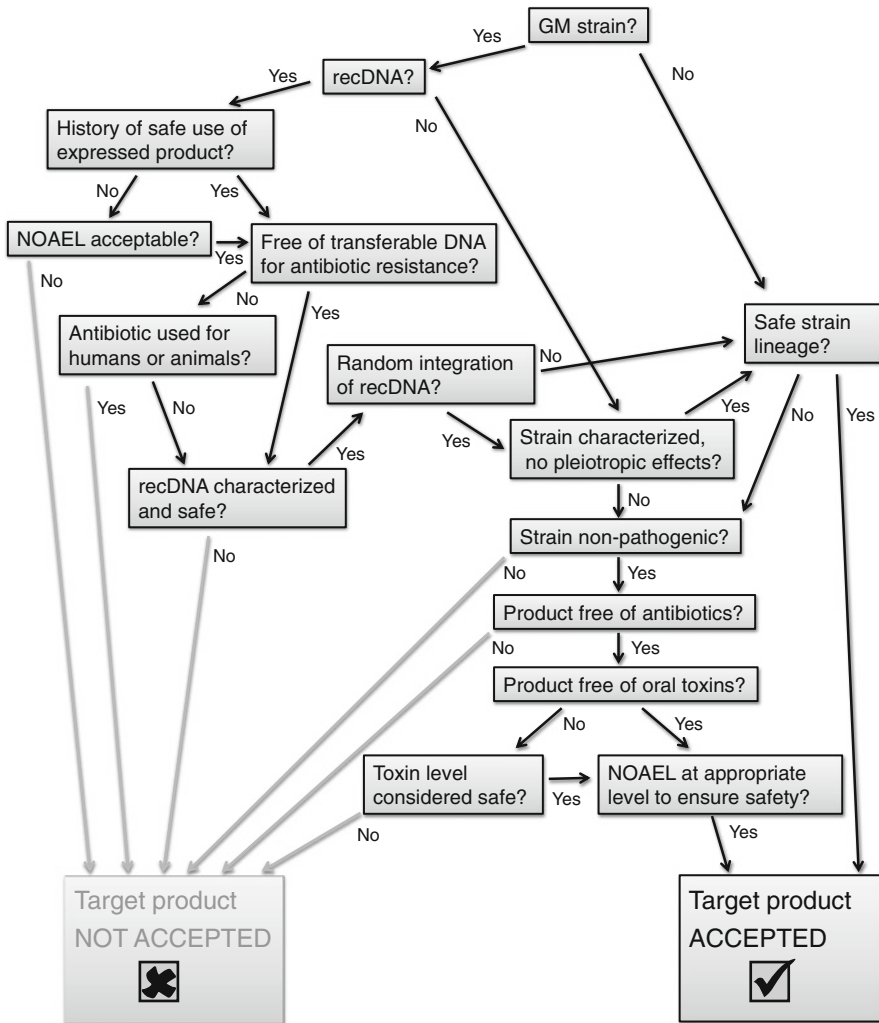 GM strain?
Yes
No
recDNA?
Yes
No
History of safe use of
expressed product?
No
Yes
NOAEL acceptable?
Yes
No
Free of transferable DNA
for antibiotic resistance?
No
Yes
Antibiotic used for
humans or animals?
Yes
No
Random integration
of recDNA?
No
Yes
Safe strain
lineage?
No
Yes
Strain characterized,
no pleiotropic effects?
Yes
No
recDNA characterized
and safe?
Yes
No
Strain non-pathogenic?
No
Yes
Product free of antibiotics?
No
Yes
Product free of oral toxins?
No
Yes
Toxin level
considered safe?
Yes
No
NOAEL at appropriate
level to ensure safety?
Yes
Target product
NOT ACCEPTED
Target product
ACCEPTED